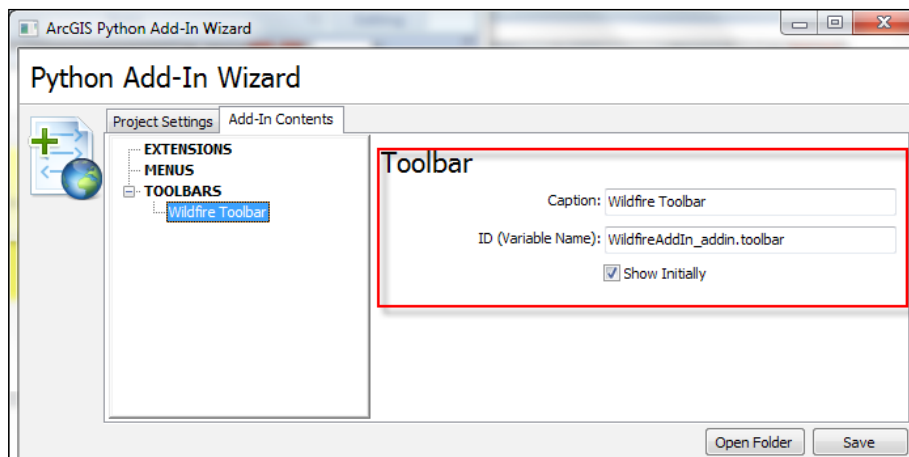 ArcGIS Python Add-In Wizard
Python Add-In Wizard
Project Settings
Add-In Contents
EXTENSIONS
MENUS
TOOLBARS
Wildfire Toolbar
Toolbar
Caption: Wildfire Toolbar
ID (Variable Name): WildfireAddIn_addin.toolbar
Show Initially
Open Folder
Save